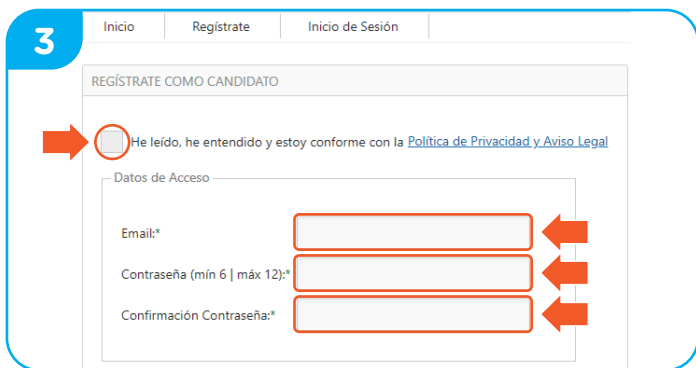 3
Inicio Regístrate Inicio de Sesión
REGÍSTRATE COMO CANDIDATO
He leído, he entendido y estoy conforme con la Política de Privacidad y Aviso Legal
Datos de Acceso
Email:*
Contraseña (mín 6 | máx 12):*
Confirmación Contraseña:*